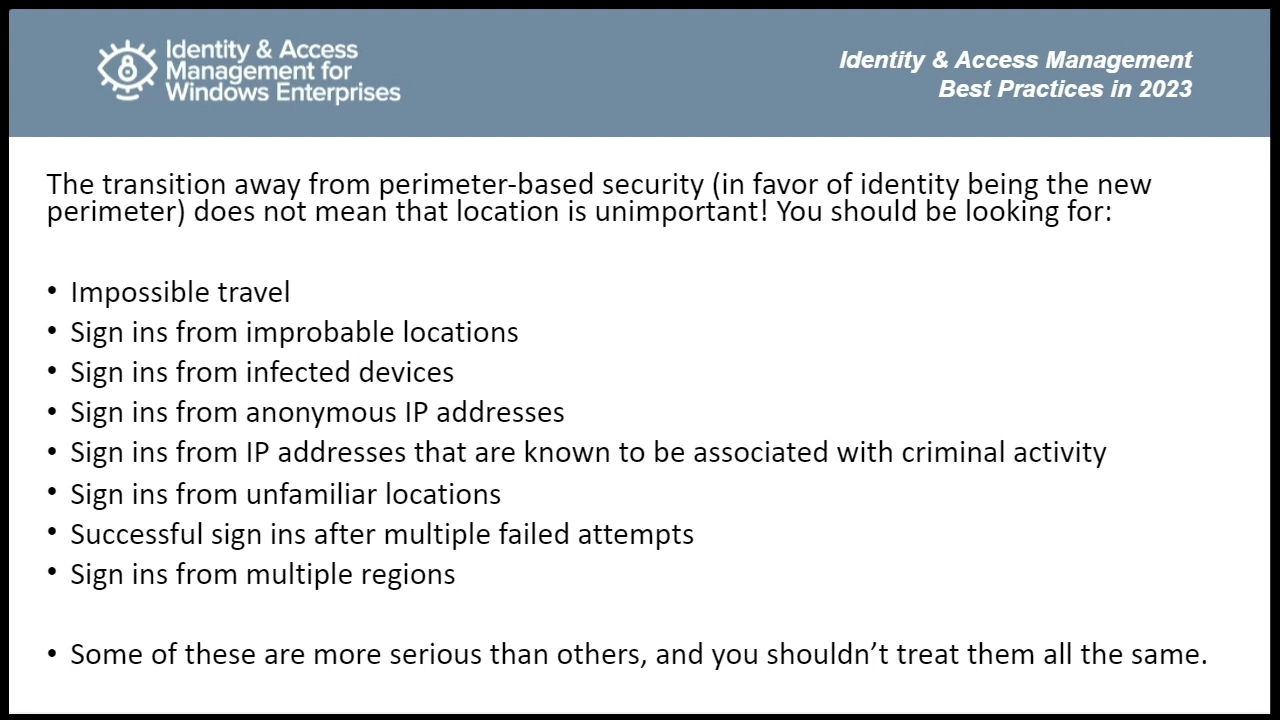 Identity & Access
Management for
Windows Enterprises
Identity & Access Management
Best Practices in 2023
The transition away from perimeter-based security (in favor of identity being the new
perimeter) does not mean that location is unimportant! You should be looking for:
• Impossible travel
• Sign ins from improbable locations
• Sign ins from infected devices
• Sign ins from anonymous IP addresses
• Sign ins from IP addresses that are known to be associated with criminal activity
• Sign ins from unfamiliar locations
• Successful sign ins after multiple failed attempts
• Sign ins from multiple regions
• Some of these are more serious than others, and you shouldn’t treat them all the same.